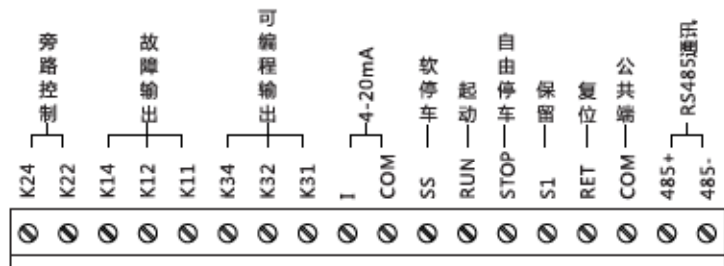 旁路控制
故障输出
可编程输出
4-20mA
软停车
起动
自由停车
保留
复位
公共端
RS485通讯
K24
K22
K14
K12
K11
K34
K32
K31
I
COM
SS
RUN
STOP
S1
RET
COM
485+
485-